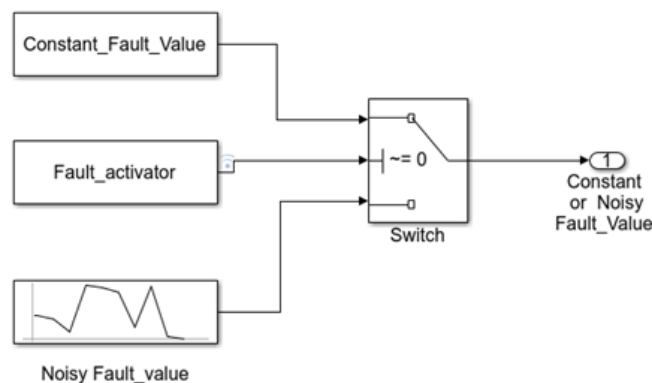 Constant_Fault_Value
Fault_activator
~= 0
Switch
1
Constant
or Noisy
Fault_Value
Noisy Fault_value